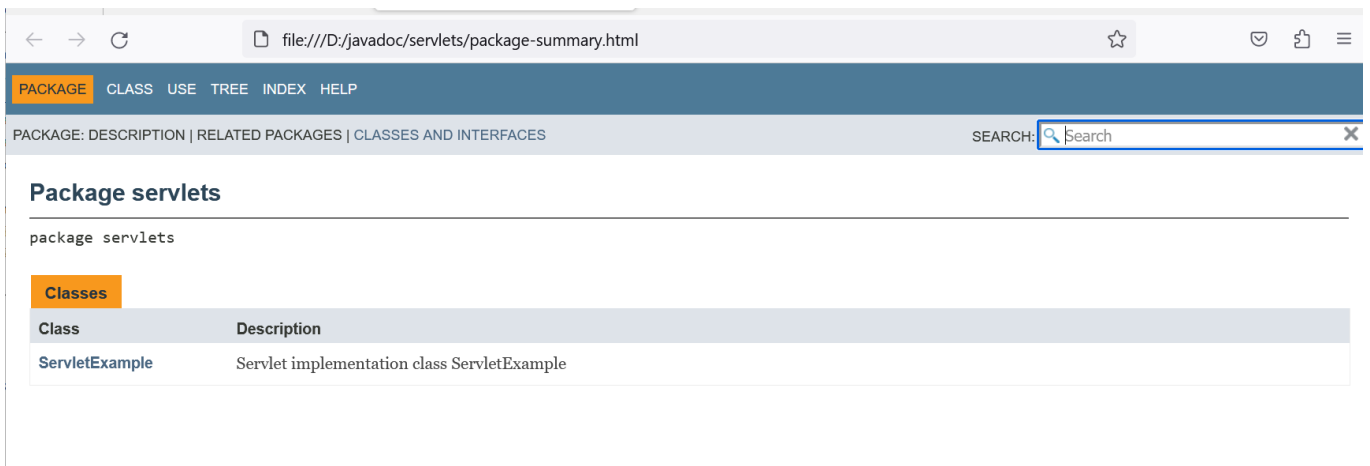 file:///D:/javadoc/servlets/package-summary.html
PACKAGE CLASS USE TREE INDEX HELP
PACKAGE: DESCRIPTION | RELATED PACKAGES | CLASSES AND INTERFACES SEARCH: Search
Package servlets
package servlets
Classes
Class Description
ServletExample Servlet implementation class ServletExample